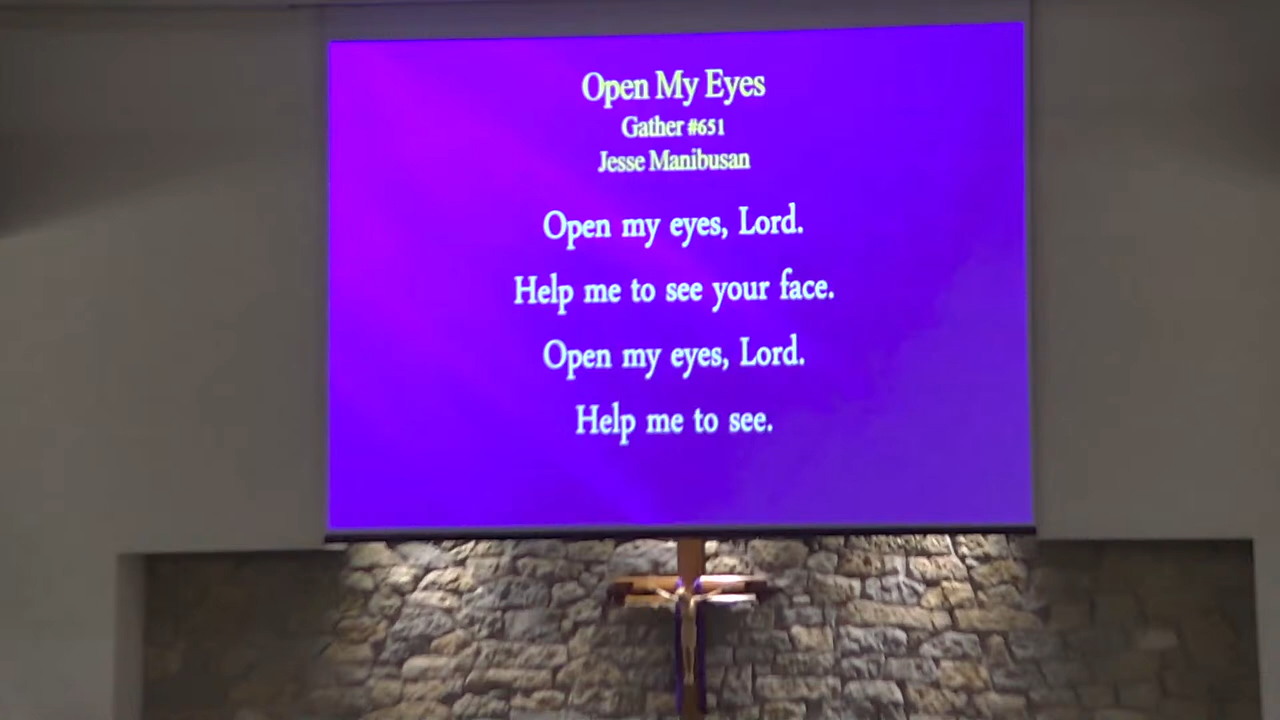 Open My Eyes
Gather #651
Jesse Manibusan
Open my eyes, Lord.
Help me to see your face.
Open my eyes, Lord.
Help me to see.